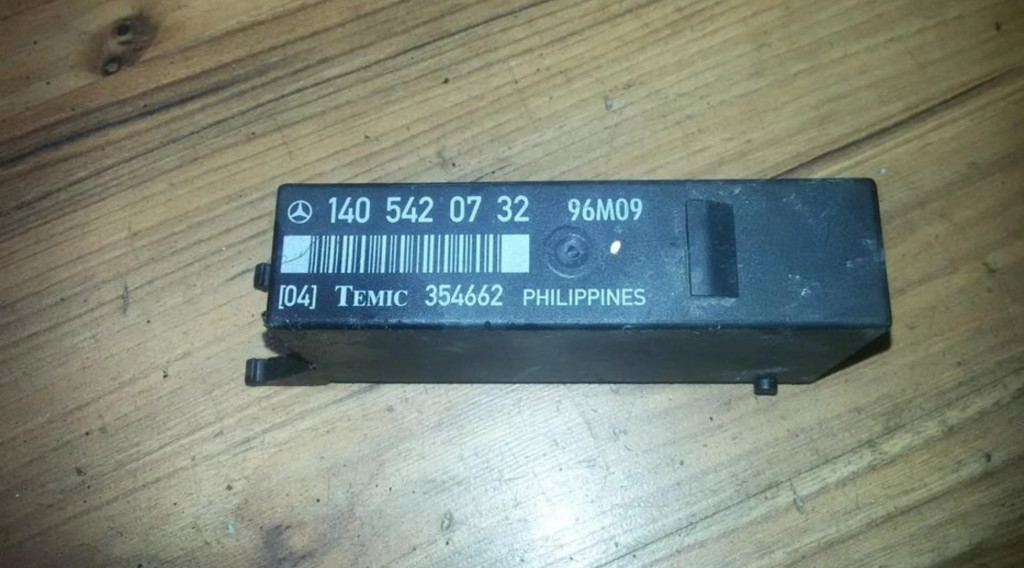 140 542 07 32 96M09
[04] TEMIC 354662 PHILIPPINES